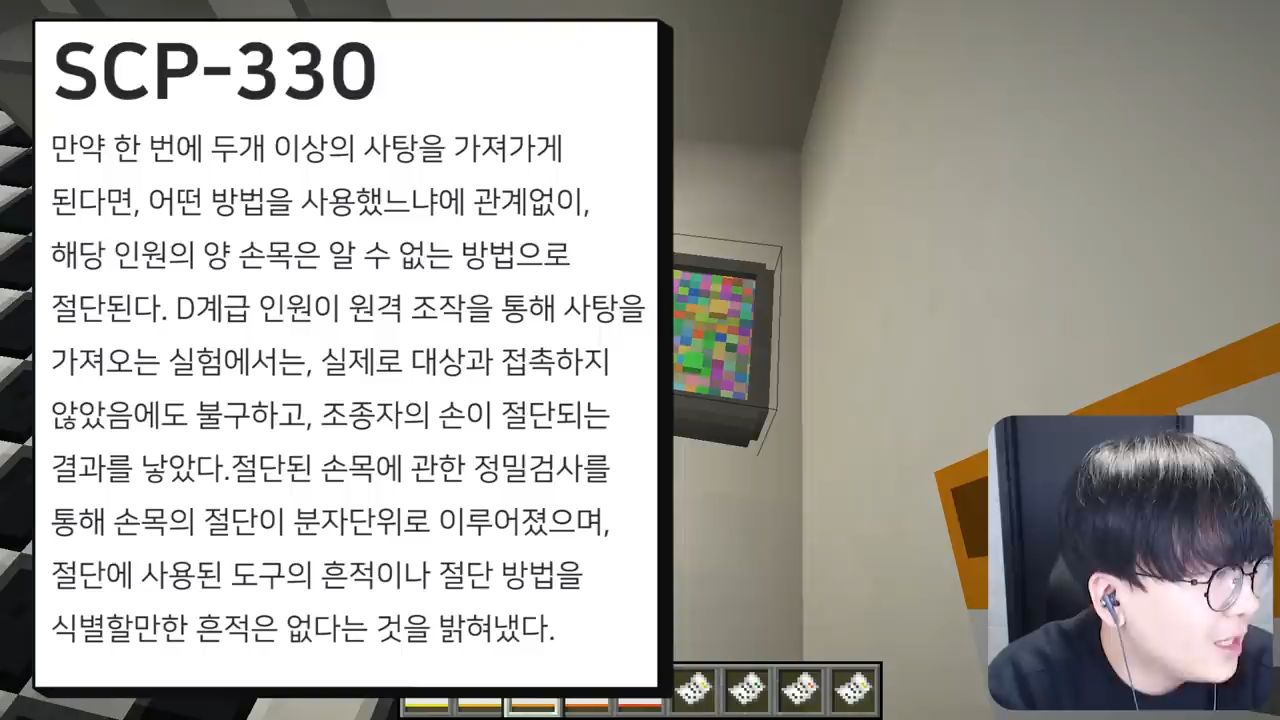 SCP-330
만약 한 번에 두개 이상의 사탕을 가져가게
된다면, 어떤 방법을 사용했느냐에 관계없이,
해당 인원의 양 손목은 알 수 없는 방법으로
절단된다. D계급 인원이 원격 조작을 통해 사탕을
가져오는 실험에서는, 실제로 대상과 접촉하지
않았음에도 불구하고, 조종자의 손이 절단되는
결과를 낳았다.절단된 손목에 관한 정밀검사를
통해 손목의 절단이 분자단위로 이루어졌으며,
절단에 사용된 도구의 흔적이나 절단 방법을
식별할만한 흔적은 없다는 것을 밝혀냈다.